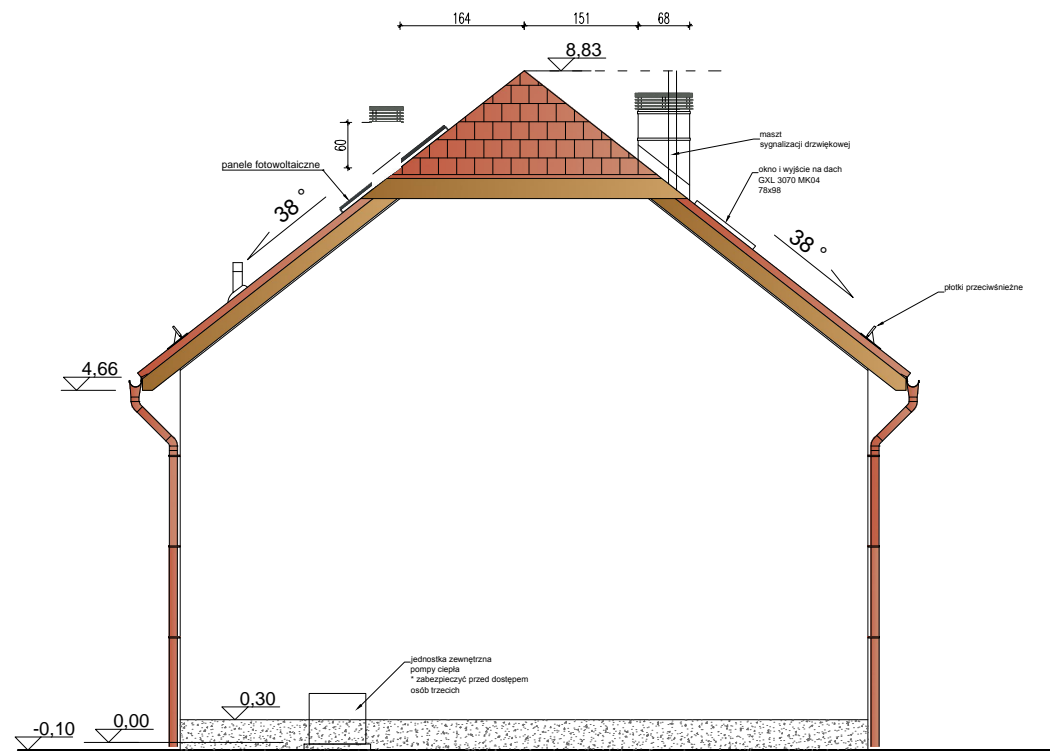 164
151
68
8,83
60
maszt
sygnalizacji drzwiękowej
panele fotowoltaiczne
okno i wyjście na dach
GXL 3070 MK04
78x98
38 °
38 °
płotki przeciwśnieżne
4,66
jednostka zewnętrzna
pompy ciepła
* zabezpieczyć przed dostępem
osób trzecich
0,30
0,00
-0,10